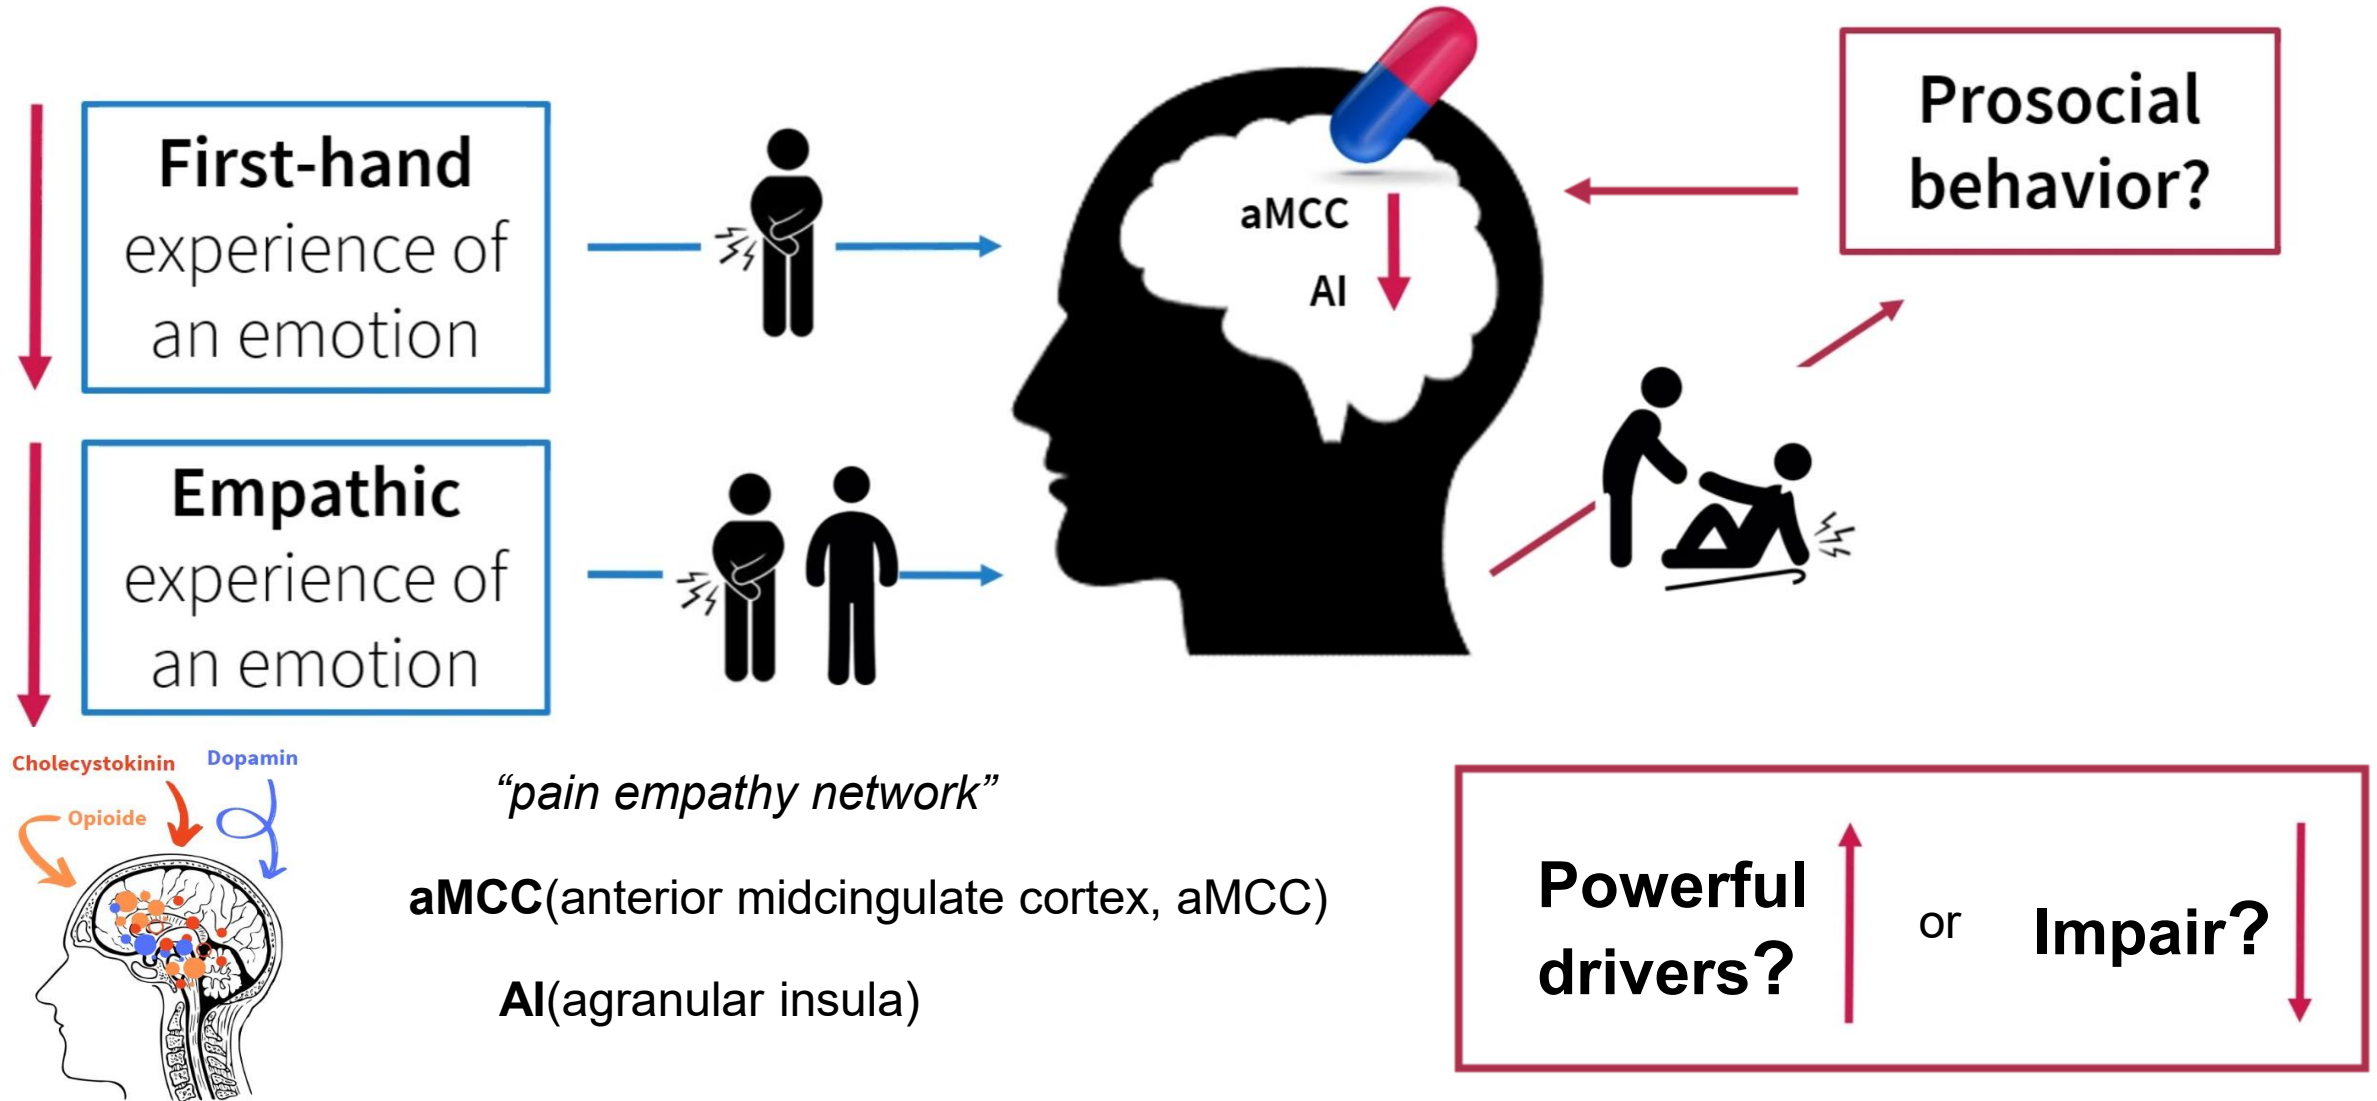 First-hand
experience of
an emotion
aMCC
AI
Prosocial
behavior?
Empathic
experience of
an emotion
Cholecystokinin
Dopamin
Opioide
“pain empathy network”
aMCC(anterior midcingulate cortex, aMCC)
AI(agranular insula)
Powerful
drivers?
or
Impair?